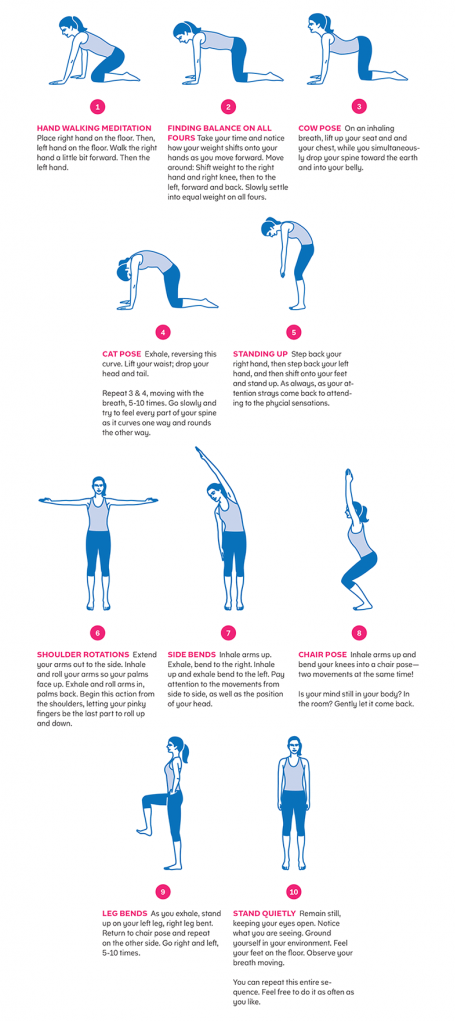 1
HAND WALKING MEDITATION
Place right hand on the floor. Then,
left hand on the floor. Walk the right
hand a little bit forward. Then the
left hand.
2
FINDING BALANCE ON ALL
FOURS Take your time and notice
how your weight shifts onto your
hands as you move forward. Move
around: Shift weight to the right
hand and right knee, then to the
left, forward and back. Slowly settle
into equal weight on all fours.
3
COW POSE On an inhaling
breath, lift up your seat and and
your chest, while you simultaneous-
ly drop your spine toward the earth
and into your belly.
4
CAT POSE Exhale, reversing this
curve. Lift your waist; drop your
head and tail.
Repeat 3 & 4, moving with the
breath, 5-10 times. Go slowly and
try to feel every part of your spine
as it curves one way and rounds
the other way.
5
STANDING UP Step back your
right hand, then step back your left
hand, and then shift onto your feet
and stand up. As always, as your at-
tention strays come back to attend-
ing to the phycial sensations.
6
SHOULDER ROTATIONS Extend
your arms out to the side. Inhale
and roll your arms so your palms
face up. Exhale and roll arms in,
palms back. Begin this action from
the shoulders, letting your pinky
fingers be the last part to roll up
and down.
7
SIDE BENDS Inhale arms up.
Exhale, bend to the right. Inhale
up and exhale bend to the left. Pay
attention to the movements from
side to side, as well as the position
of your head.
8
CHAIR POSE Inhale arms up and
bend your knees into a chair pose—
two movements at the same time!
Is your mind still in your body? In
the room? Gently let it come back.
9
LEG BENDS As you exhale, stand
up on your left leg, right leg bent.
Return to chair pose and repeat
on the other side. Go right and left,
5-10 times.
10
STAND QUIETLY Remain still,
keeping your eyes open. Notice
what you are seeing. Ground
yourself in your environment. Feel
your feet on the floor. Observe your
breath moving.
You can repeat this entire se-
quence. Feel free to do it as often as
you like.